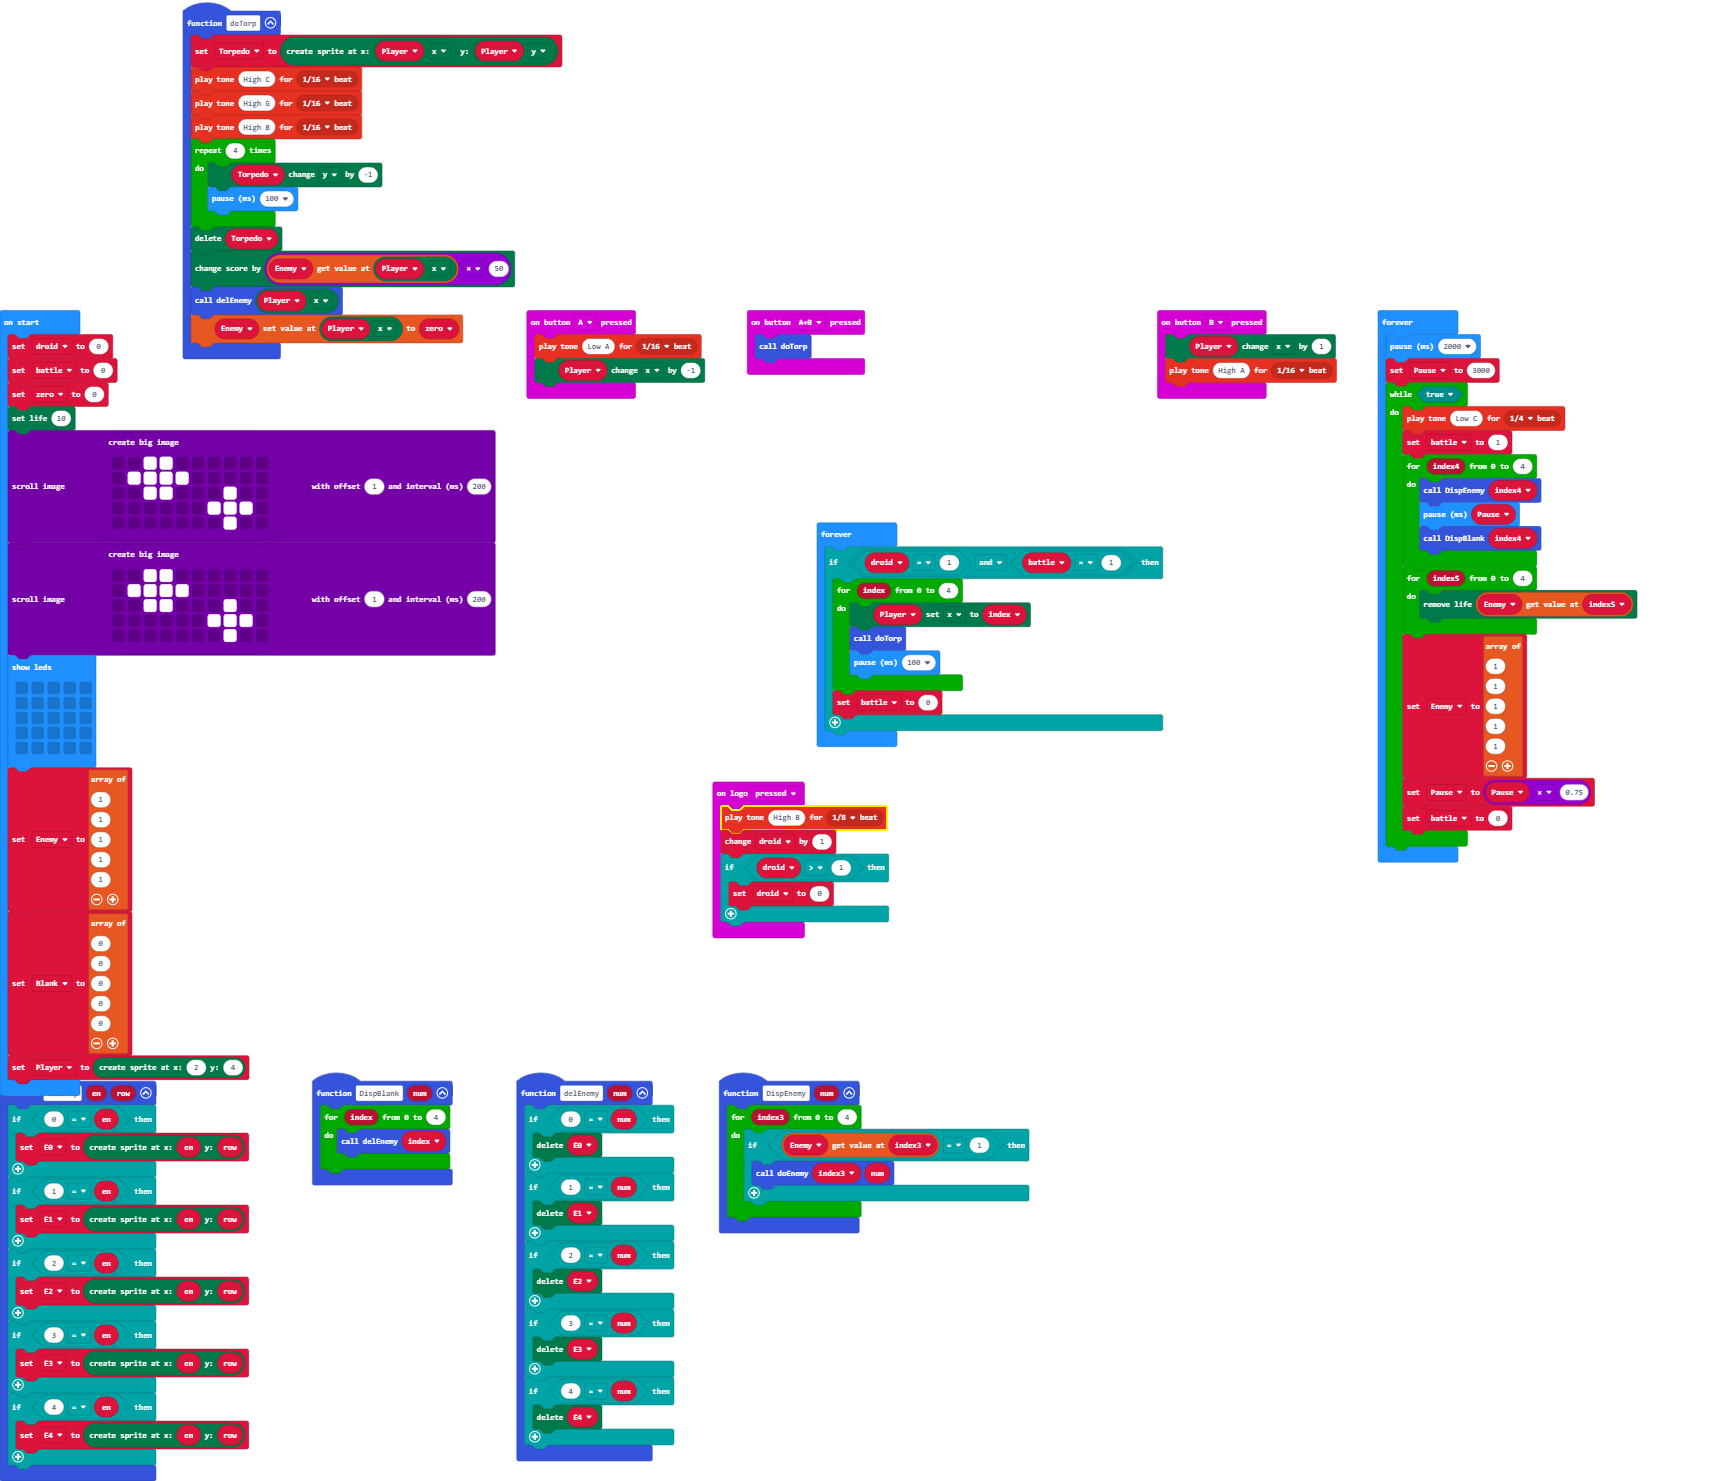 function doTorp
set Torpedo to create sprite at x: Player x y: Player y
play tone High C for 1/16 beat
play tone High G for 1/16 beat
play tone High B for 1/16 beat
repeat 4 times
do
Torpedo change y by -1
pause (ms) 100
delete Torpedo
change score by Enemy get value at Player x × 50
call delEnemy Player x
Enemy set value at Player x to zero
on start
set droid to 0
set battle to 0
set zero to 0
set life 10
create big image
scroll image with offset 1 and interval (ms) 200
create big image
scroll image with offset 1 and interval (ms) 200
show leds
array of
1
1
set Enemy to 1
1
1
array of
0
0
set Blank to 0
0
0
set Player to create sprite at x: 2 y: 4
on button A pressed
play tone Low A for 1/16 beat
Player change x by -1
on button A+B pressed
call doTorp
on button B pressed
Player change x by 1
play tone High A for 1/16 beat
forever
pause (ms) 2000
set Pause to 3000
while true
do
play tone Low C for 1/4 beat
set battle to 1
for index4 from 0 to 4
do
call DispEnemy index4
pause (ms) Pause
call DispBlank index4
for index5 from 0 to 4
do
remove life Enemy get value at index5
array of
1
1
set Enemy to 1
1
1
set Pause to Pause × 0.75
set battle to 0
forever
if droid = 1 and battle = 1 then
for index from 0 to 4
do
Player set x to index
call doTorp
pause (ms) 100
set battle to 0
on logo pressed
play tone High B for 1/8 beat
change droid by 1
if droid > 1 then
set droid to 0
en row
if 0 = en then
set E0 to create sprite at x: en y: row
if 1 = en then
set E1 to create sprite at x: en y: row
if 2 = en then
set E2 to create sprite at x: en y: row
if 3 = en then
set E3 to create sprite at x: en y: row
if 4 = en then
set E4 to create sprite at x: en y: row
function DispBlank num
for index from 0 to 4
do
call delEnemy index
function delEnemy num
if 0 = num then
delete E0
if 1 = num then
delete E1
if 2 = num then
delete E2
if 3 = num then
delete E3
if 4 = num then
delete E4
function DispEnemy num
for index3 from 0 to 4
do
if Enemy get value at index3 = 1 then
call doEnemy index3 num